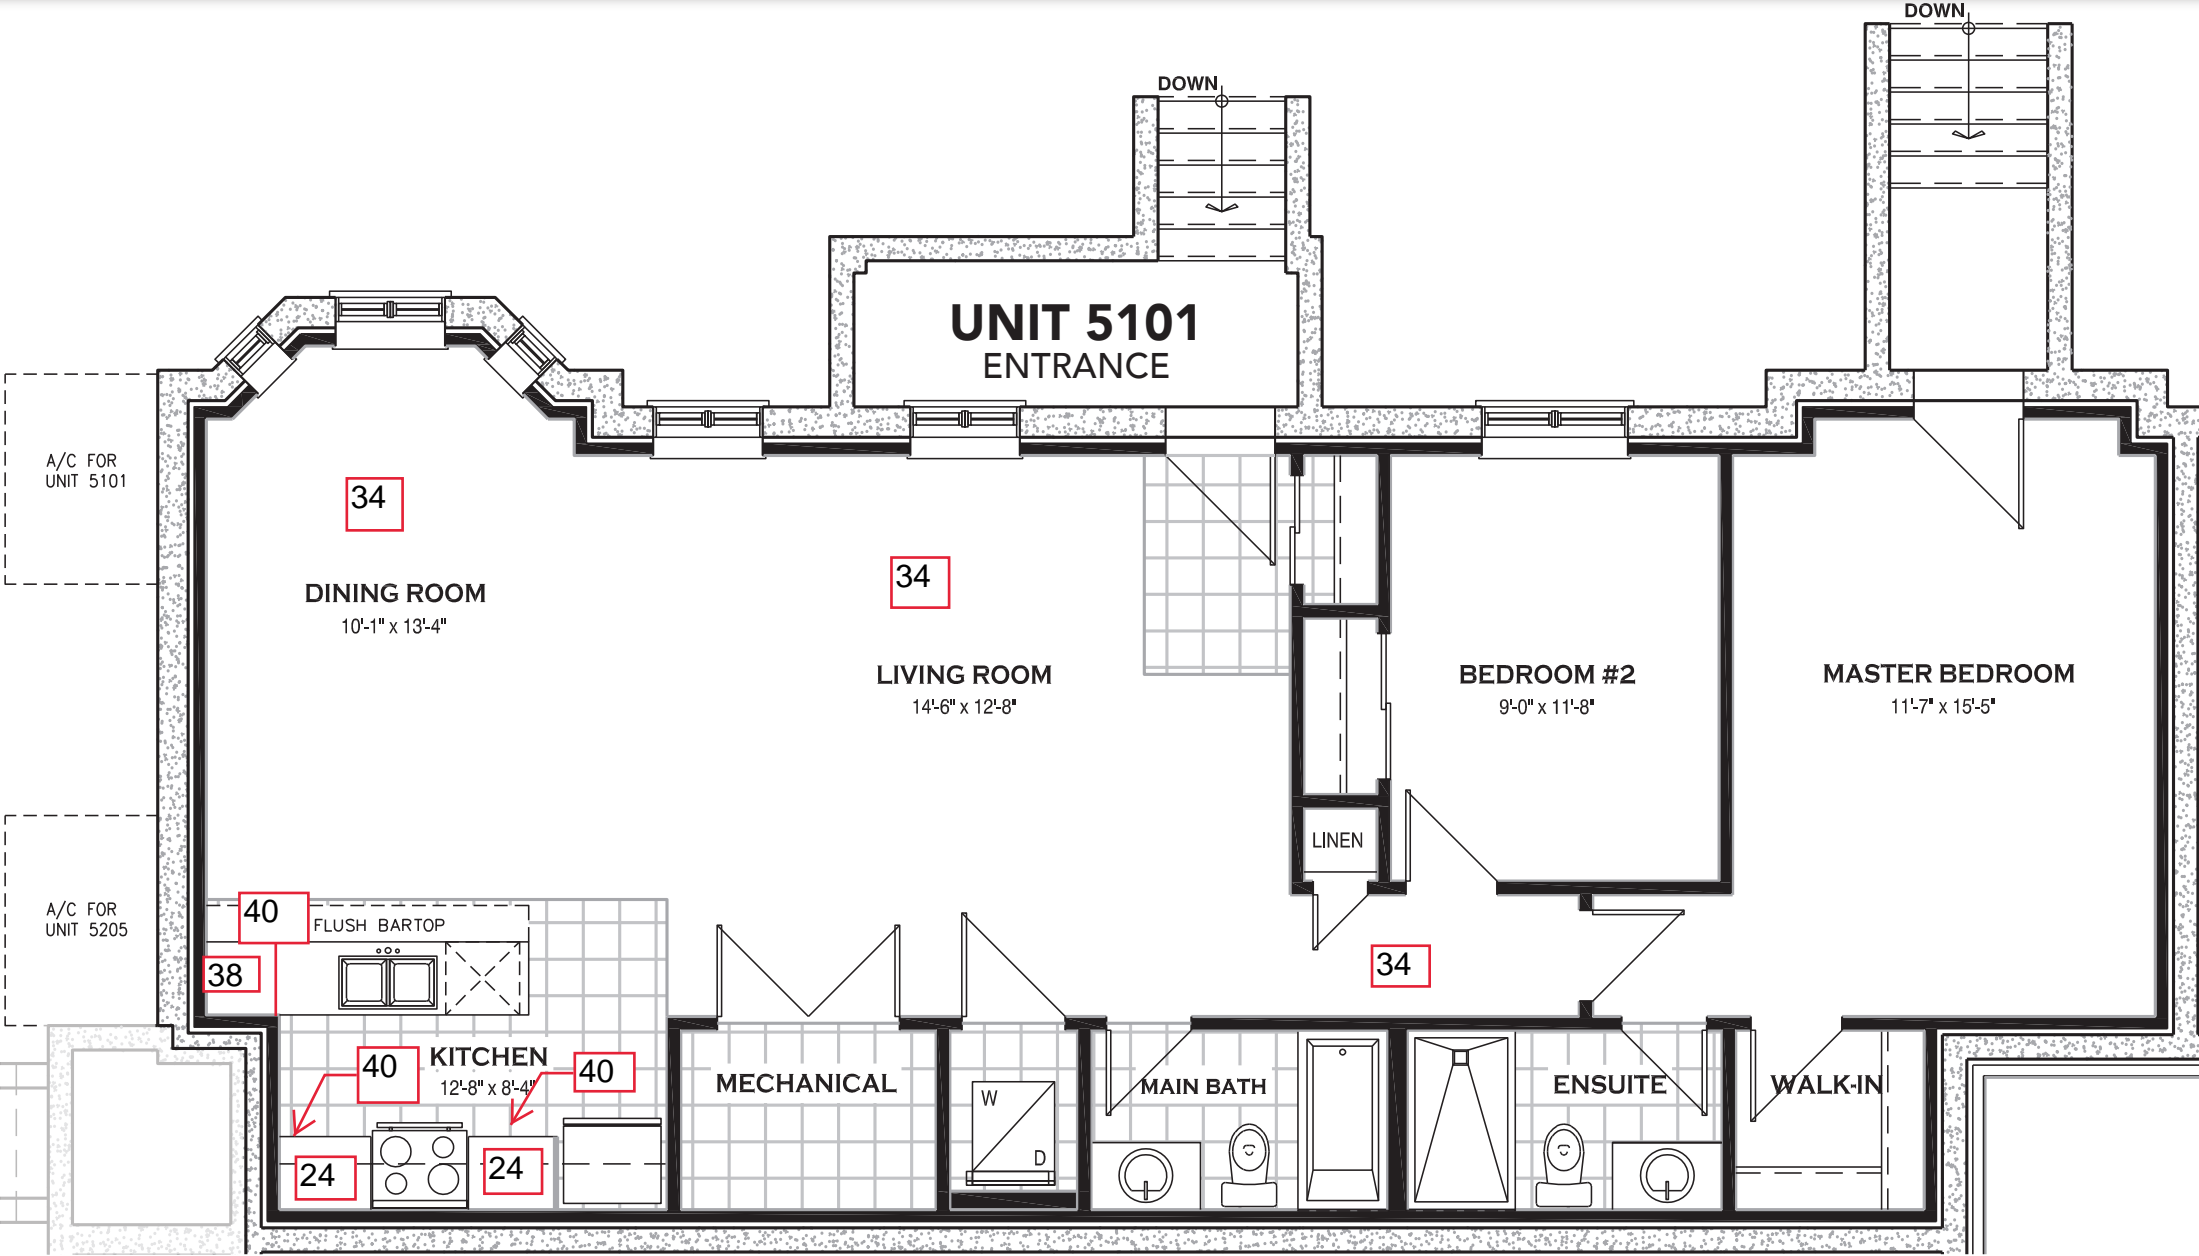 DOWN
DOWN
UNIT 5101
ENTRANCE
A/C FOR
UNIT 5101
34
DINING ROOM
10'-1" x 13'-4"
34
LIVING ROOM
14'-6" x 12'-8"
BEDROOM #2
9'-0" x 11'-8"
MASTER BEDROOM
11'-7" x 15'-5"
LINEN
A/C FOR
UNIT 5205
40
FLUSH BARTOP
38
34
40
KITCHEN
12'-8" x 8'-4"
40
24
24
MECHANICAL
W
D
MAIN BATH
ENSUITE
WALK-IN